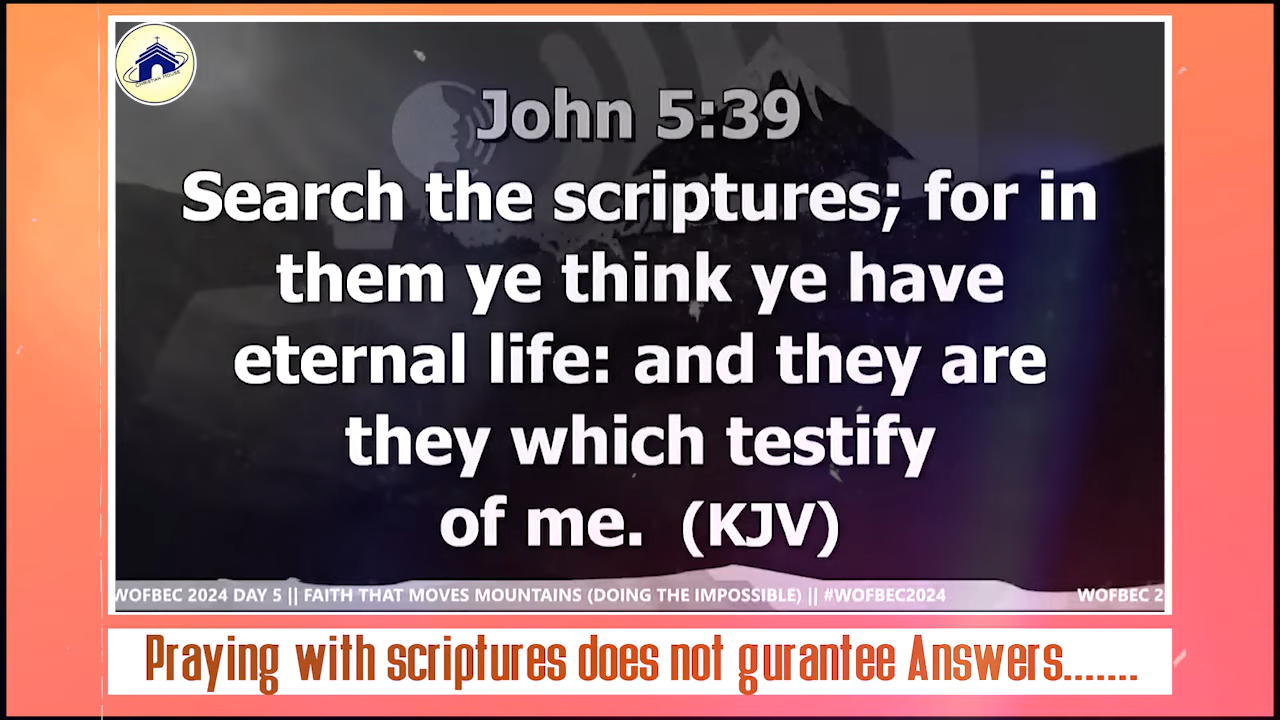 CHRISTIAN HOUSE
John 5:39
Search the scriptures; for in
them ye think ye have
eternal life: and they are
they which testify
of me. (KJV)
WOFBEC 2024 DAY 5 || FAITH THAT MOVES MOUNTAINS (DOING THE IMPOSSIBLE) || #WOFBEC2024 WOFBEC 2
Praying with scriptures does not gurantee Answers.......